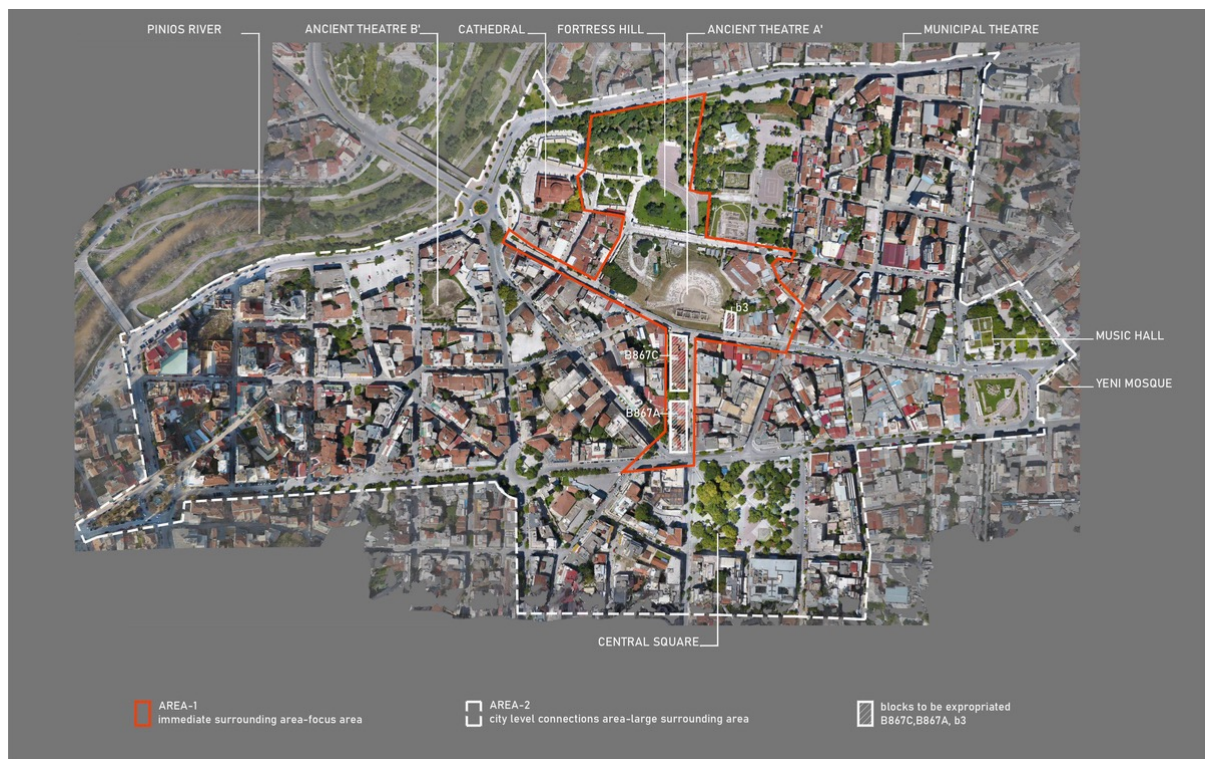 PINIOS RIVER
ANCIENT THEATRE B'
CATHEDRAL
FORTRESS HILL
ANCIENT THEATRE A'
MUNICIPAL THEATRE
b3
MUSIC HALL
B867C
YENI MOSQUE
B867A
CENTRAL SQUARE
AREA-1
immediate surrounding area-focus area
AREA-2
city level connections area-large surrounding area
blocks to be expropriated
B867C,B867A, b3